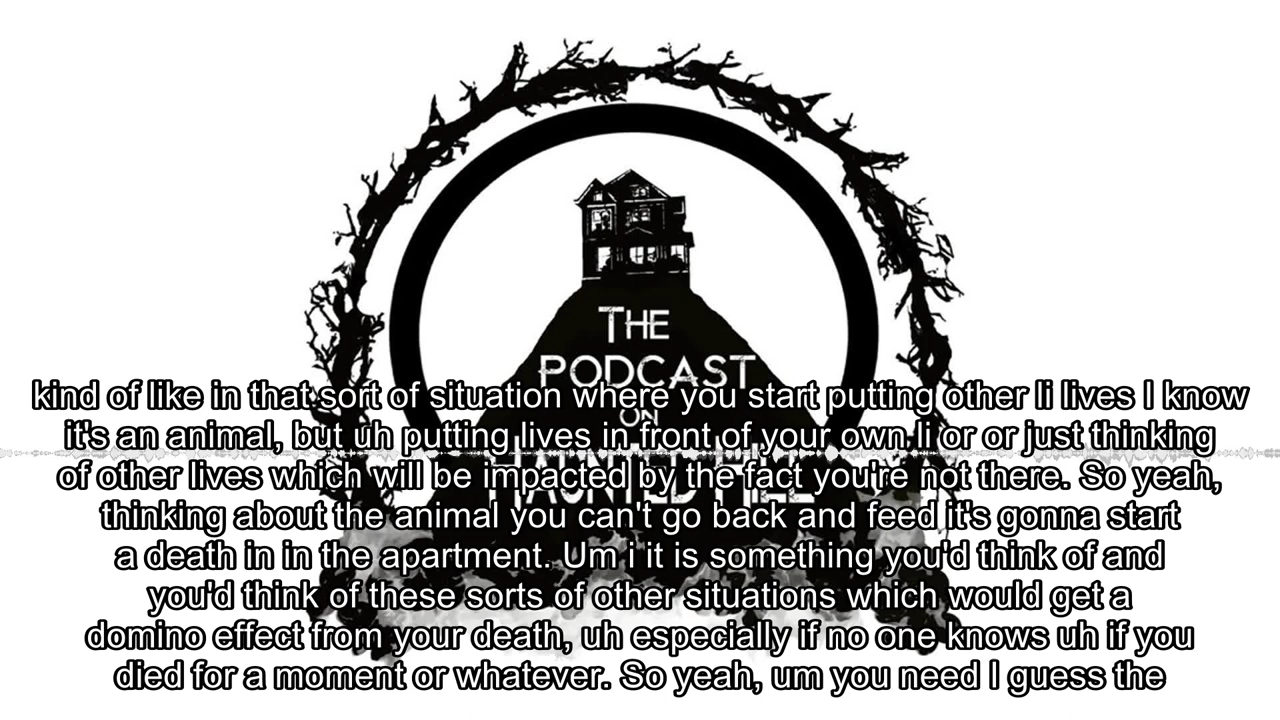 THE
PODCAST
ON
HAUNTED HILL
kind of like in that sort of situation where you start putting other li lives I know
it's an animal, but uh putting lives in front of your own li or or just thinking
of other lives which will be impacted by the fact you're not there. So yeah,
thinking about the animal you can't go back and feed it's gonna start
a death in in the apartment. Um i it is something you'd think of and
you'd think of these sorts of other situations which would get a
domino effect from your death, uh especially if no one knows uh if you
died for a moment or whatever. So yeah, um you need I guess the